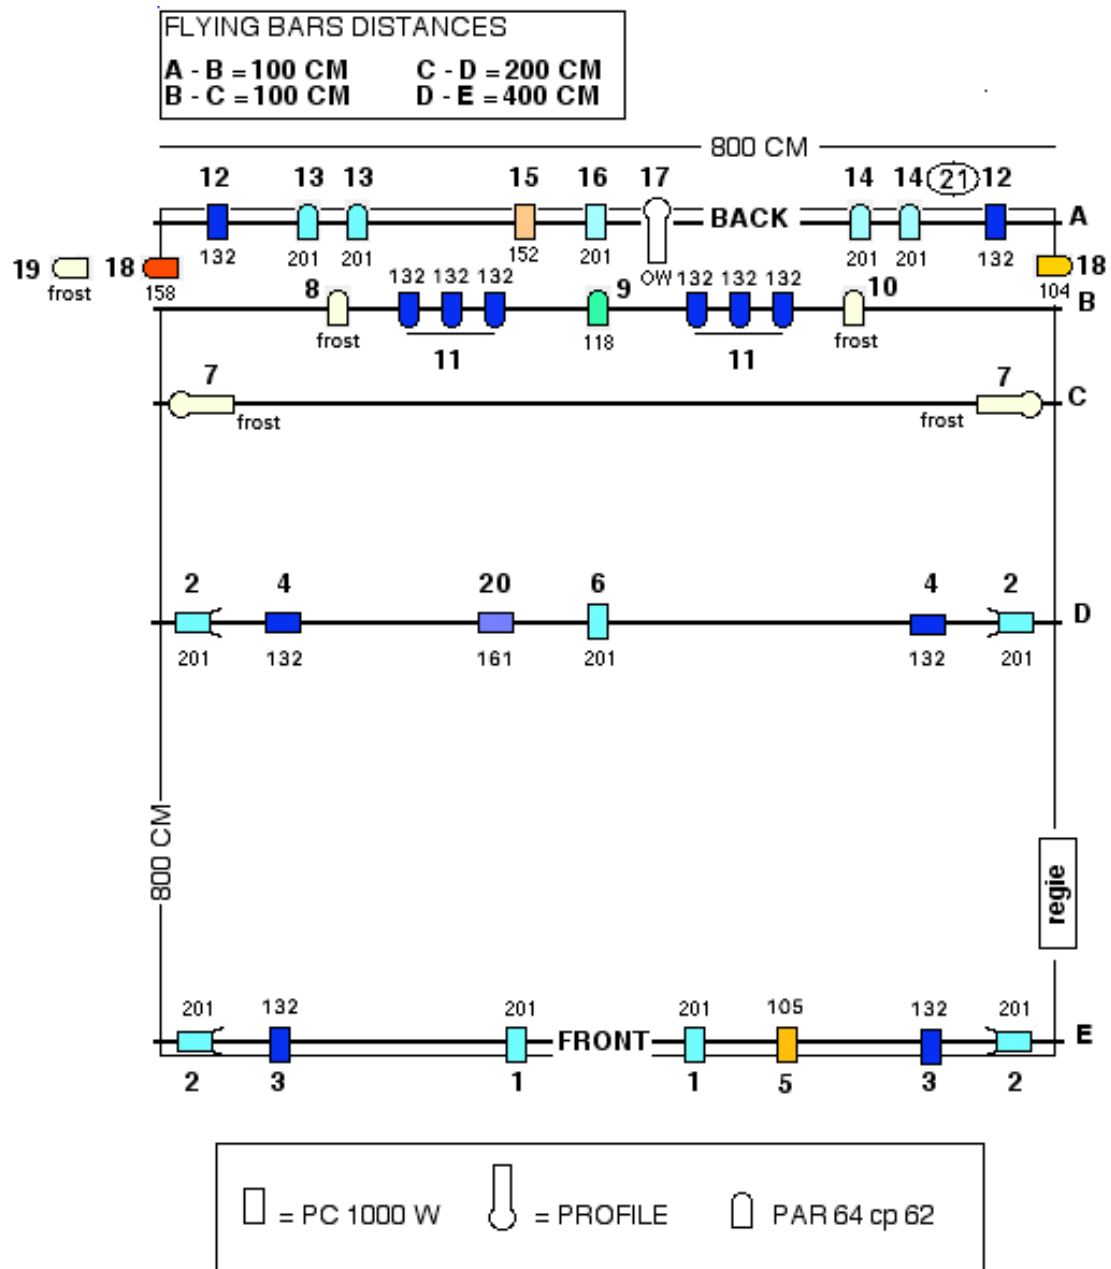 FLYING BARS DISTANCES
A - B = 100 CM C - D = 200 CM
B - C = 100 CM D - E = 400 CM
800 CM
12 13 13 15 16 17 14 14 21 12
BACK A
132 201 201 152 201 OW 201 201 132
19 18 18
frost 158 104
8 132 132 132 9 132 132 132 10 B
frost 11 118 11 frost
7 7 C
frost frost
2 4 20 6 4 2 D
201 132 161 201 132 201
800 CM
regie
201 132 201 201 105 132 201
FRONT E
2 3 1 1 5 3 2
= PC 1000 W = PROFILE PAR 64 cp 62